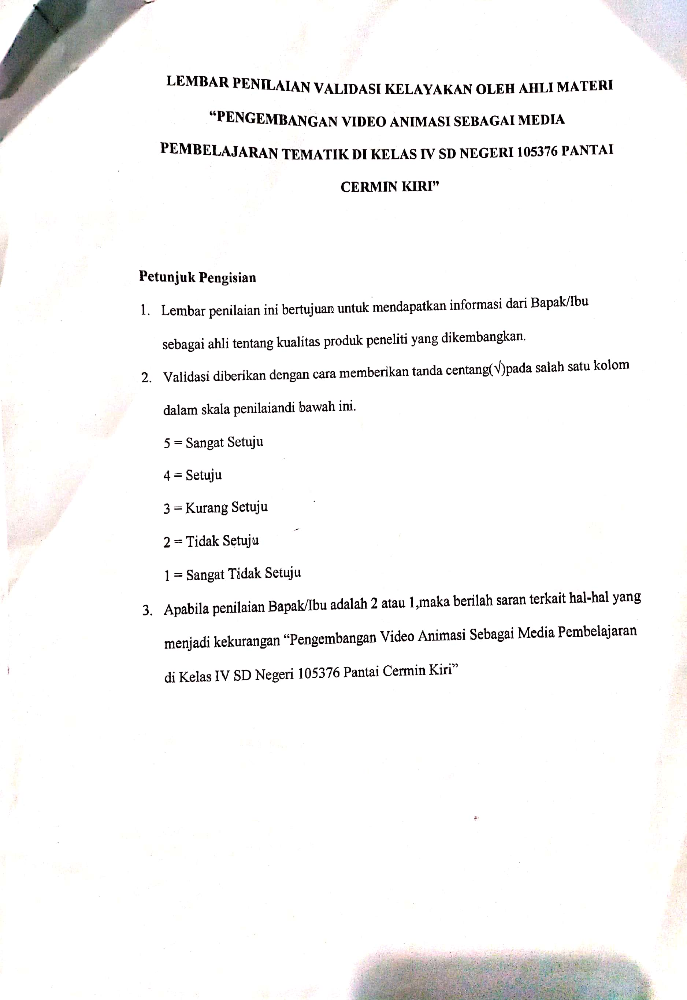 LEMBAR PENILAIAN VALIDASI KELAYAKAN OLEH AHLI MATERI
“PENGEMBANGAN VIDEO ANIMASI SEBAGAI MEDIA
PEMBELAJARAN TEMATIK DI KELAS IV SD NEGERI 105376 PANTAI
CERMIN KIRI”
Petunjuk Pengisian
1. Lembar penilaian ini bertujuan untuk mendapatkan informasi dari Bapak/Ibu
sebagai ahli tentang kualitas produk peneliti yang dikembangkan.
2. Validasi diberikan dengan cara memberikan tanda centang(√)pada salah satu kolom
dalam skala penilaiandi bawah ini.
5 = Sangat Setuju
4 = Setuju
3 = Kurang Setuju
2 = Tidak Setuju
1 = Sangat Tidak Setuju
3. Apabila penilaian Bapak/Ibu adalah 2 atau 1,maka berilah saran terkait hal-hal yang
menjadi kekurangan “Pengembangan Video Animasi Sebagai Media Pembelajaran
di Kelas IV SD Negeri 105376 Pantai Cermin Kiri”